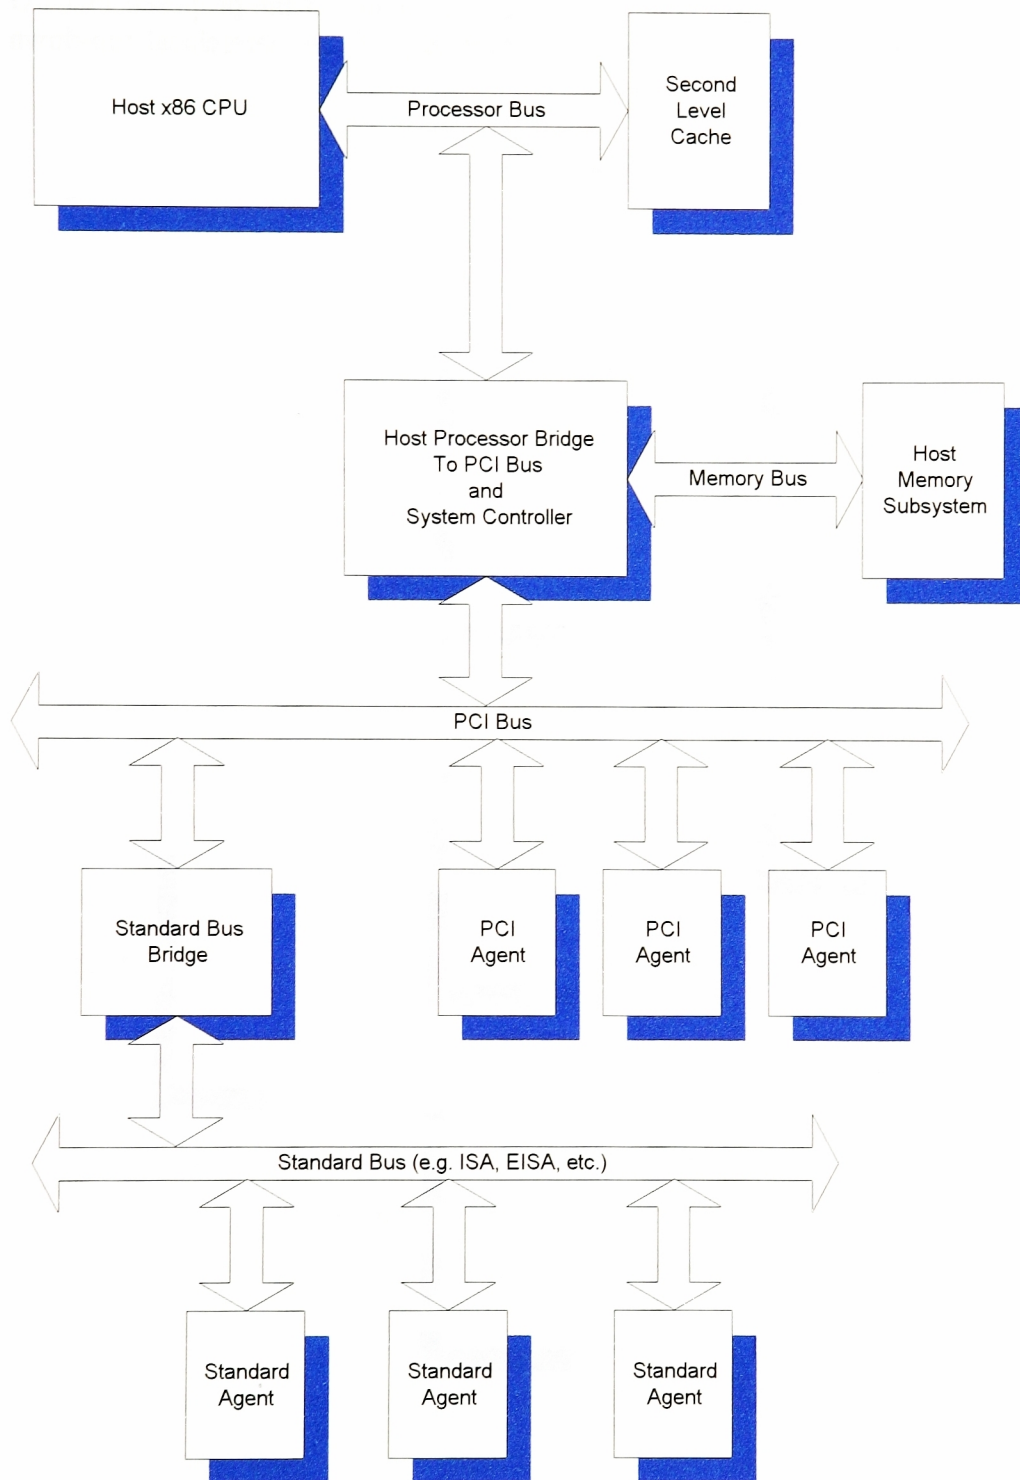 Host x86 CPU
Processor Bus
Second
Level
Cache
Host Processor Bridge
To PCI Bus
and
System Controller
Memory Bus
Host
Memory
Subsystem
PCI Bus
Standard Bus
Bridge
PCI
Agent
PCI
Agent
PCI
Agent
Standard Bus (e.g. ISA, EISA, etc.)
Standard
Agent
Standard
Agent
Standard
Agent